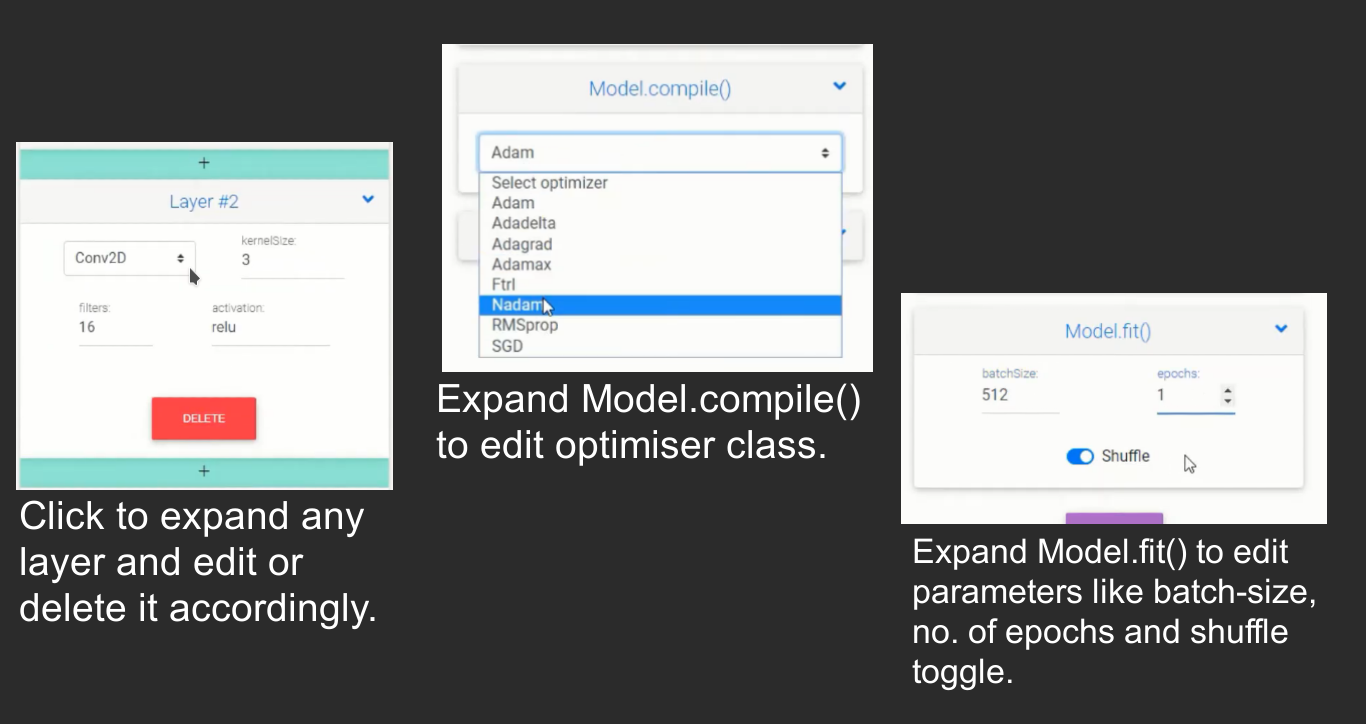 +
Layer #2
Conv2D
kernelSize:
3
filters:
16
activation:
relu
DELETE
+
Click to expand any
layer and edit or
delete it accordingly.
Model.compile()
Adam
Select optimizer
Adam
Adadelta
Adagrad
Adamax
Ftrl
Nadam
RMSprop
SGD
Expand Model.compile()
to edit optimiser class.
Model.fit()
batchSize:
512
epochs:
1
Shuffle
Expand Model.fit() to edit
parameters like batch-size,
no. of epochs and shuffle
toggle.